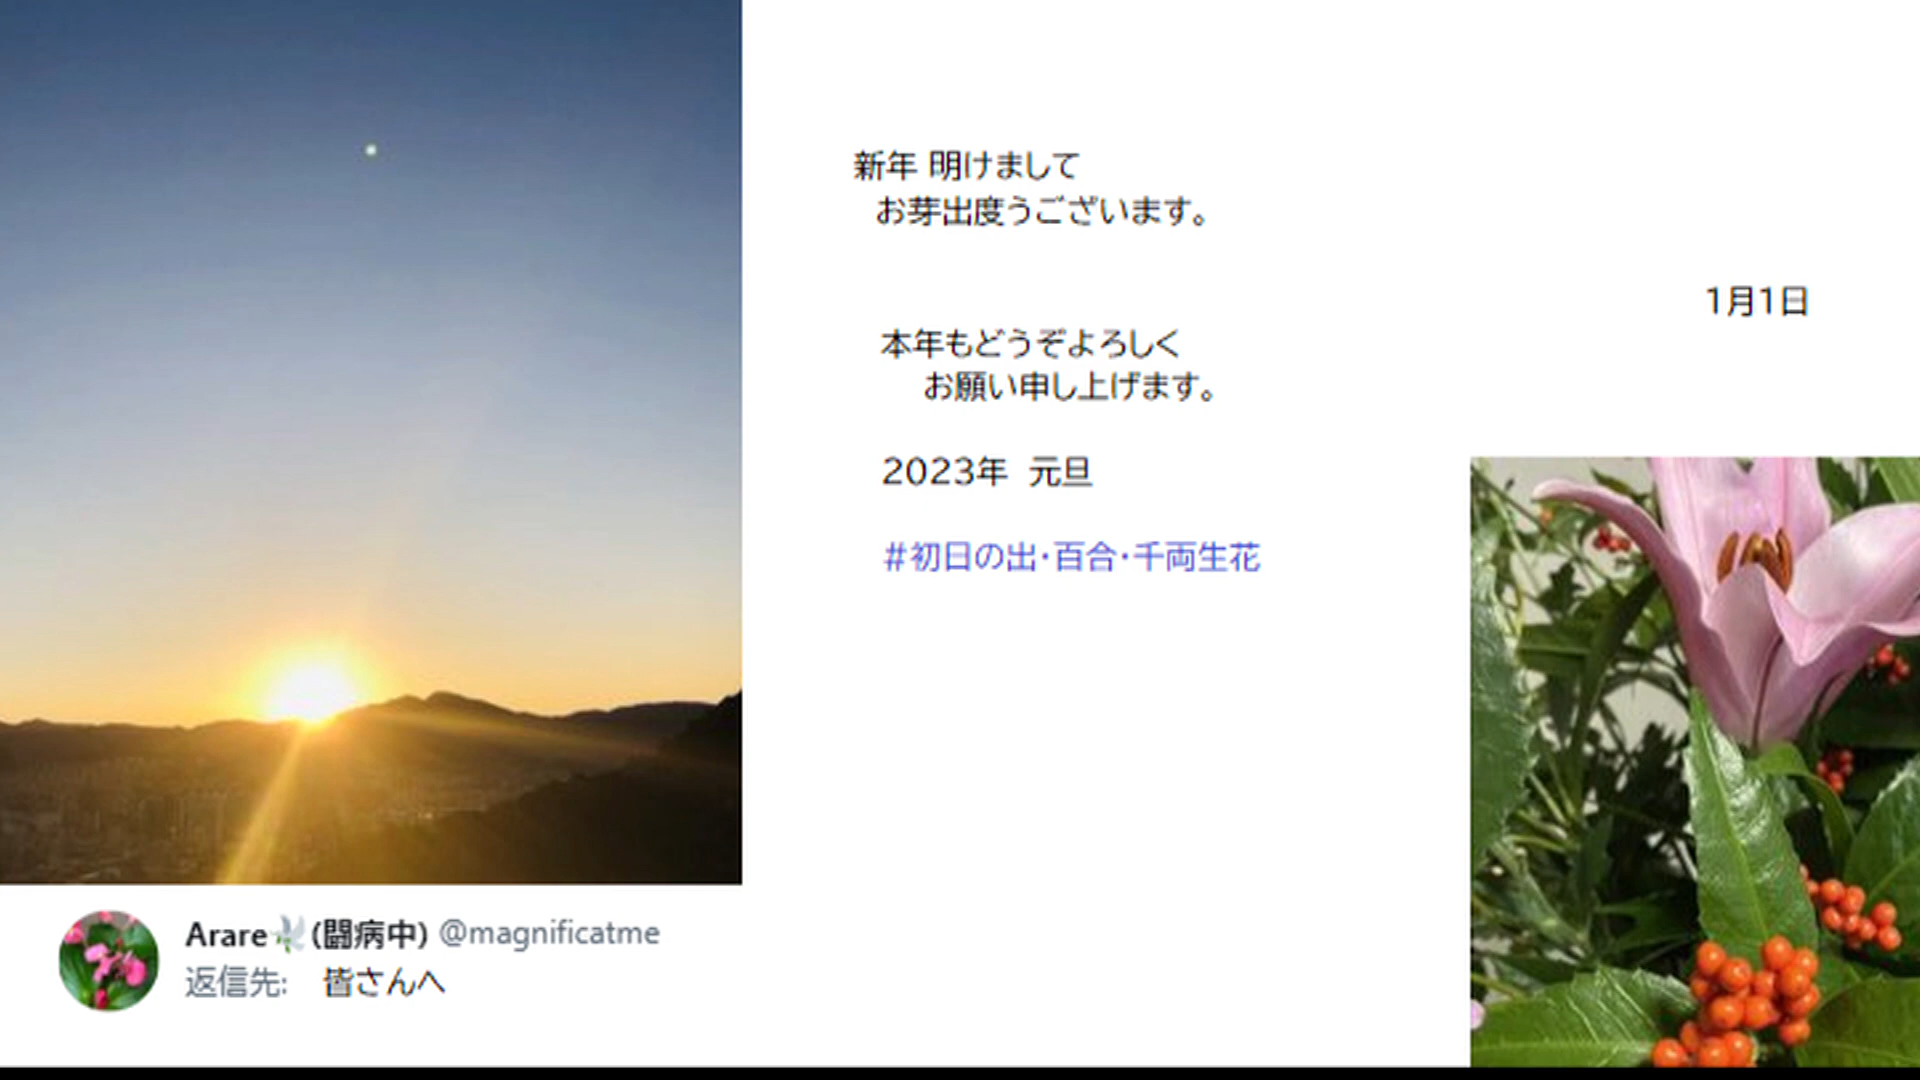 新年 明けまして
お芽出度うございます。
1月1日
本年もどうぞよろしく
お願い申し上げます。
2023年 元旦
#初日の出・百合・千両生花
Arare🕊(闘病中) @magnificatme
返信先: 皆さんへ